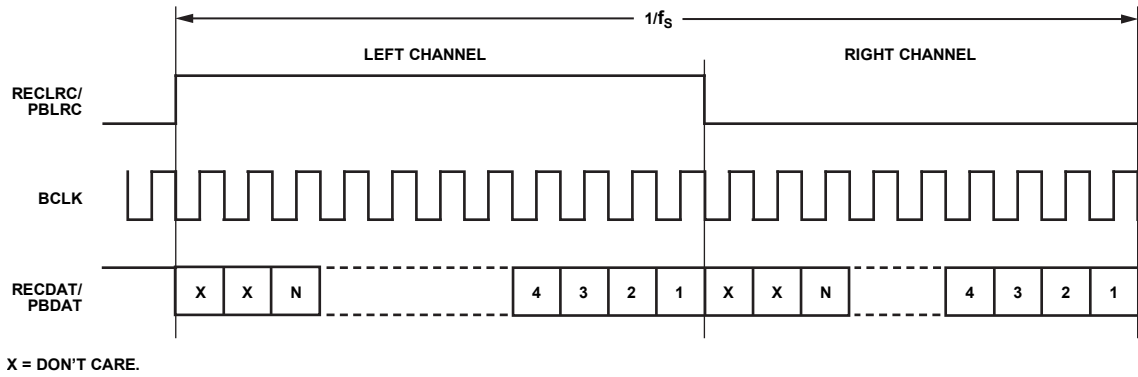 1/fS
LEFT CHANNEL RIGHT CHANNEL
RECLRC/
PBLRC
BCLK
RECDAT/
PBDAT
X X N 4 3 2 1 X X N 4 3 2 1
X = DON'T CARE.